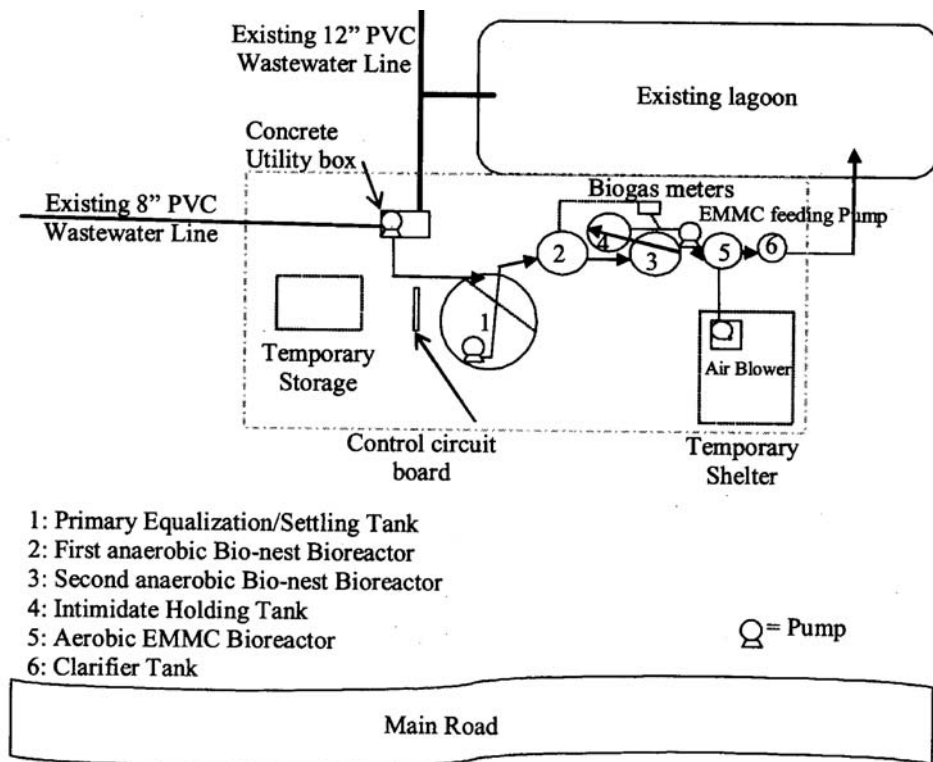 Existing 12” PVC
Wastewater Line
Existing lagoon
Concrete
Utility box
Existing 8” PVC
Wastewater Line
Biogas meters
EMMC feeding Pump
4
2
3
5
6
1
Temporary
Storage
Air Blower
Control circuit
board
Temporary
Shelter
1: Primary Equalization/Settling Tank
2: First anaerobic Bio-nest Bioreactor
3: Second anaerobic Bio-nest Bioreactor
4: Intimidate Holding Tank
5: Aerobic EMMC Bioreactor
6: Clarifier Tank
= Pump
Main Road